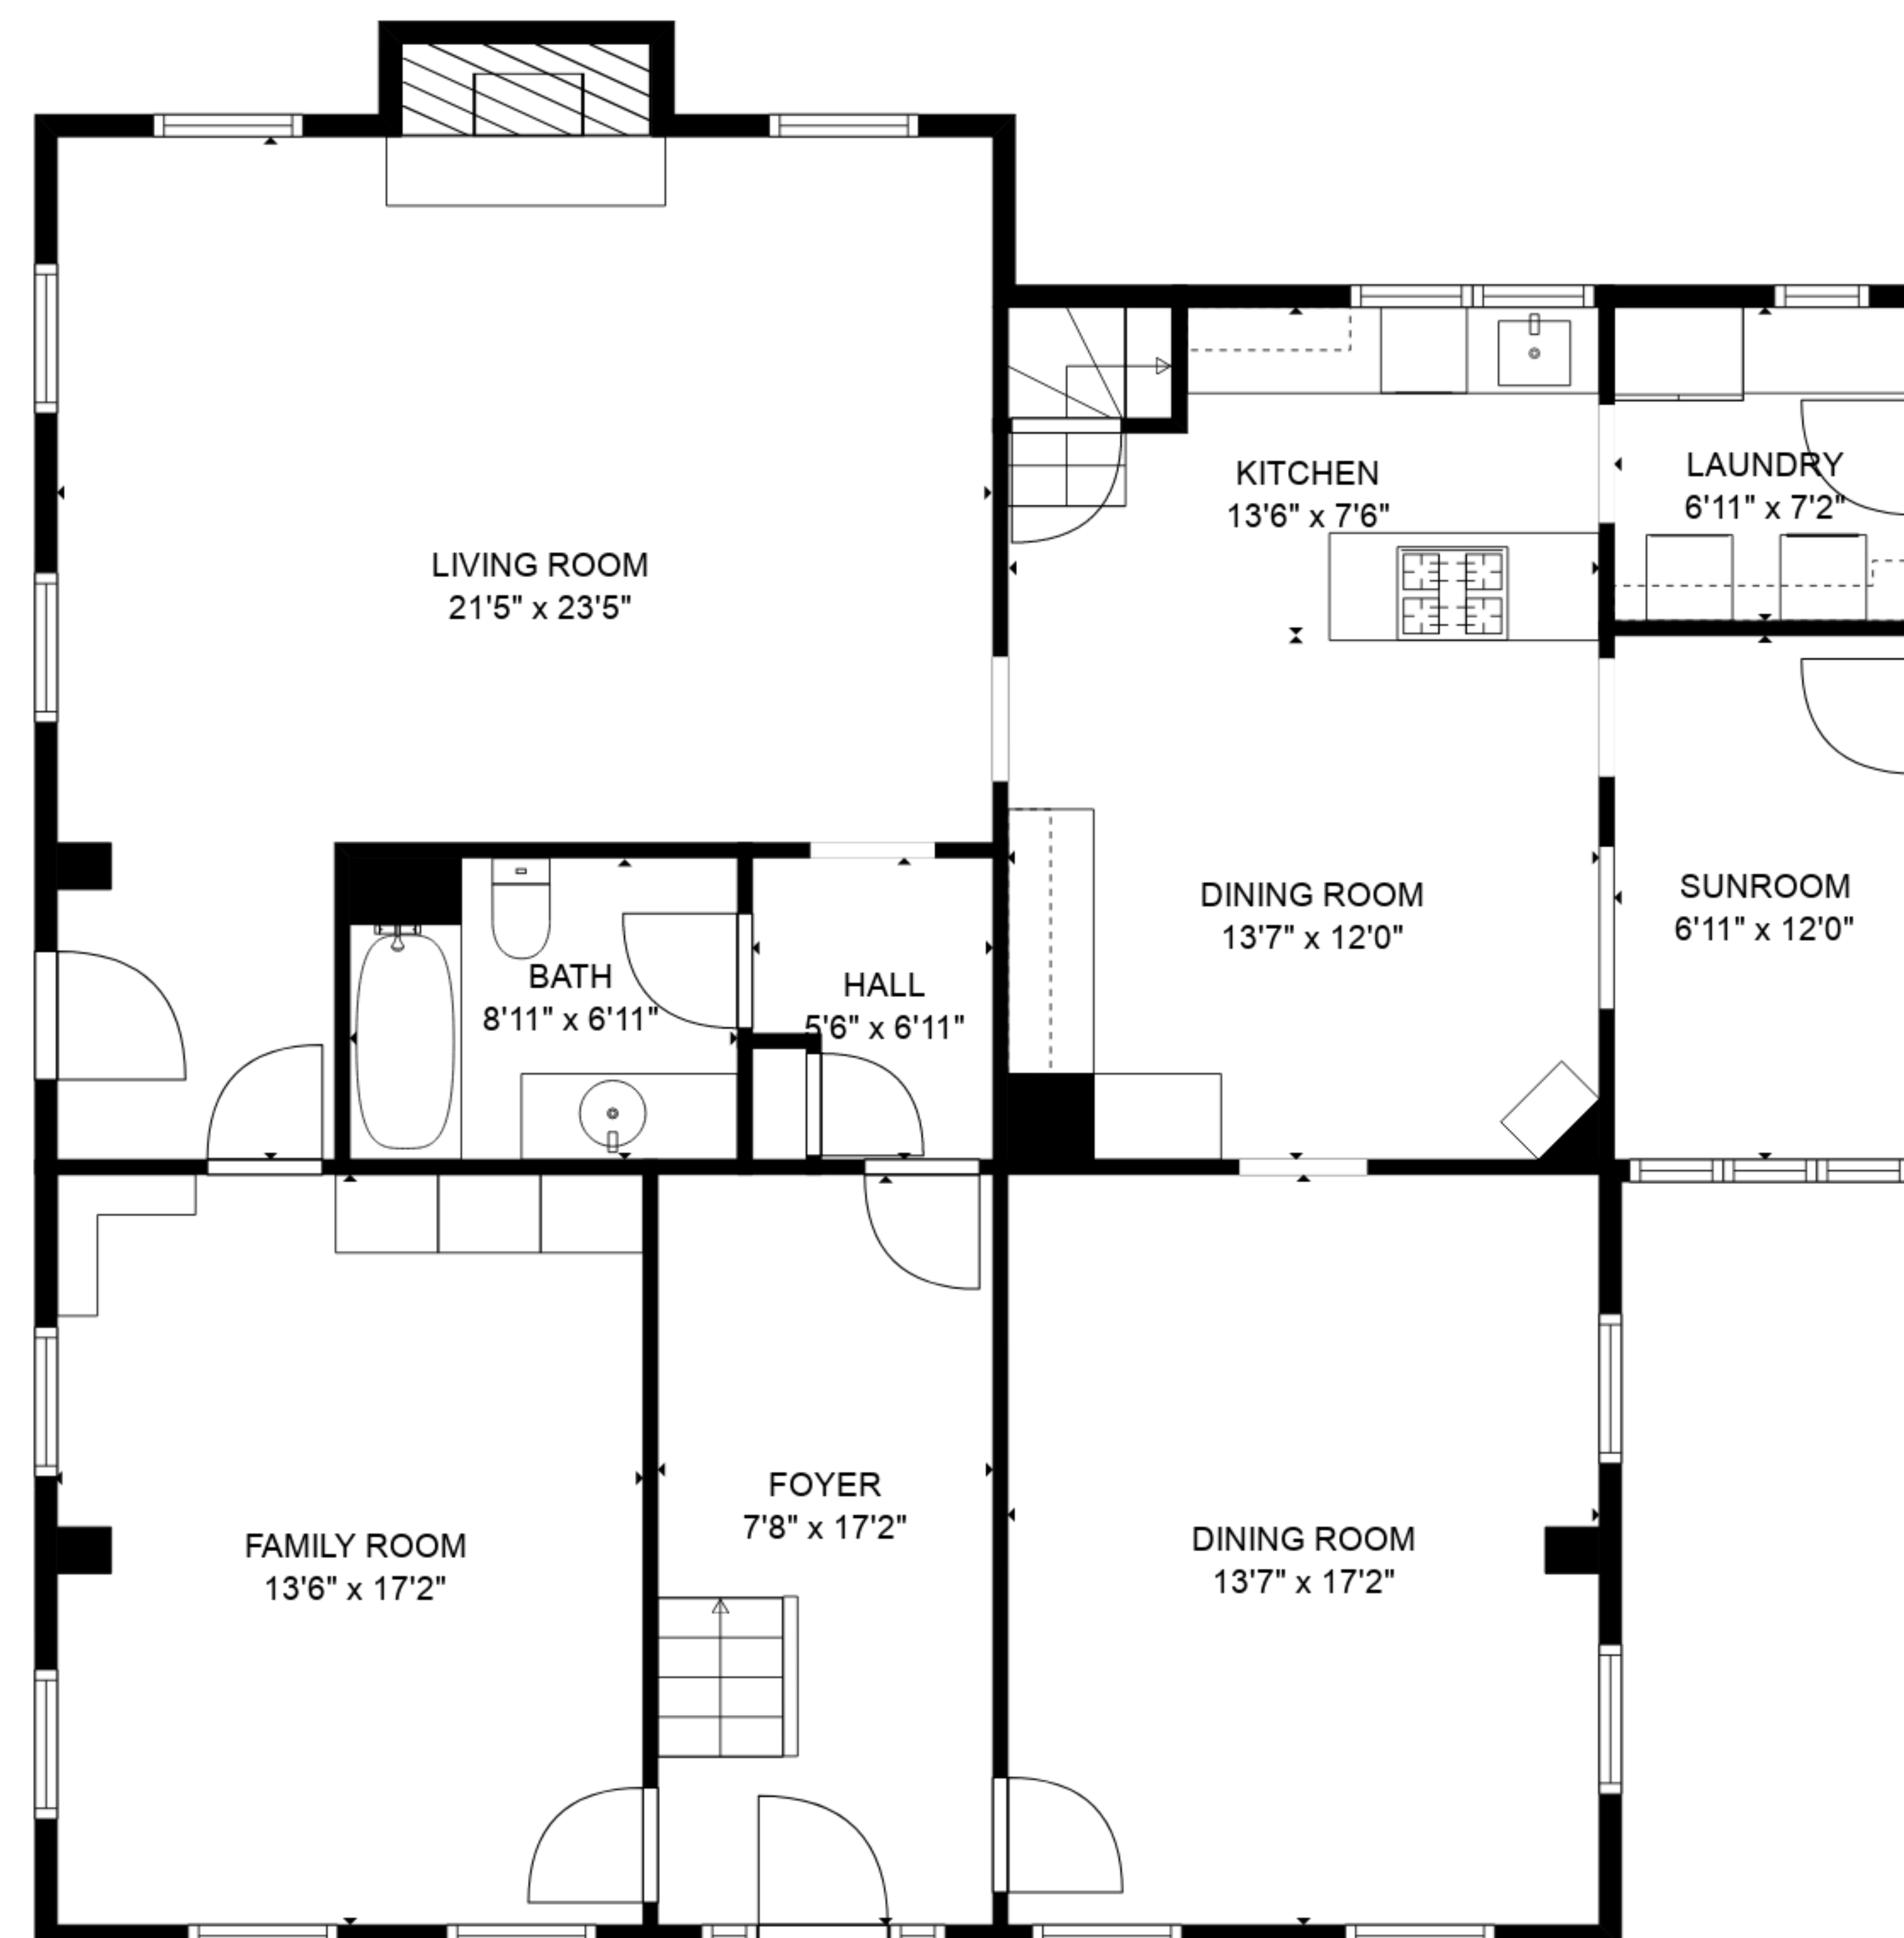 KITCHEN
13'6" x 7'6"
LAUNDRY
6'11" x 7'2"
LIVING ROOM
21'5" x 23'5"
DINING ROOM
13'7" x 12'0"
SUNROOM
6'11" x 12'0"
BATH
8'11" x 6'11"
HALL
5'6" x 6'11"
FOYER
7'8" x 17'2"
FAMILY ROOM
13'6" x 17'2"
DINING ROOM
13'7" x 17'2"